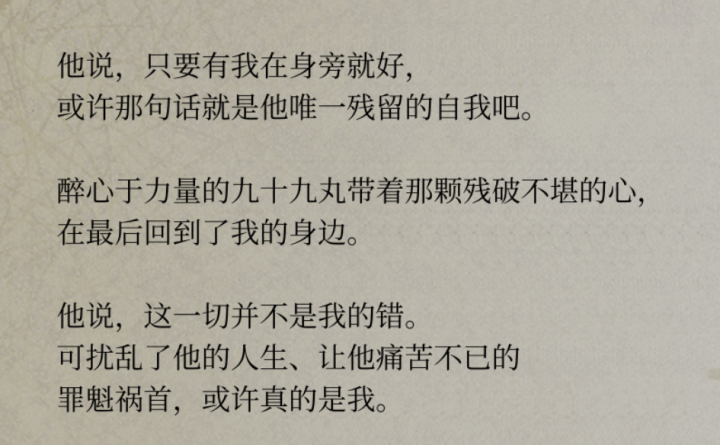 他说，只要有我在身旁就好，
或许那句话就是他唯一残留的自我吧。
醉心于力量的九十九丸带着那颗残破不堪的心，
在最后回到了我的身边。
他说，这一切并不是我的错。
可扰乱了他的人生、让他痛苦不已的
罪魁祸首，或许真的是我。